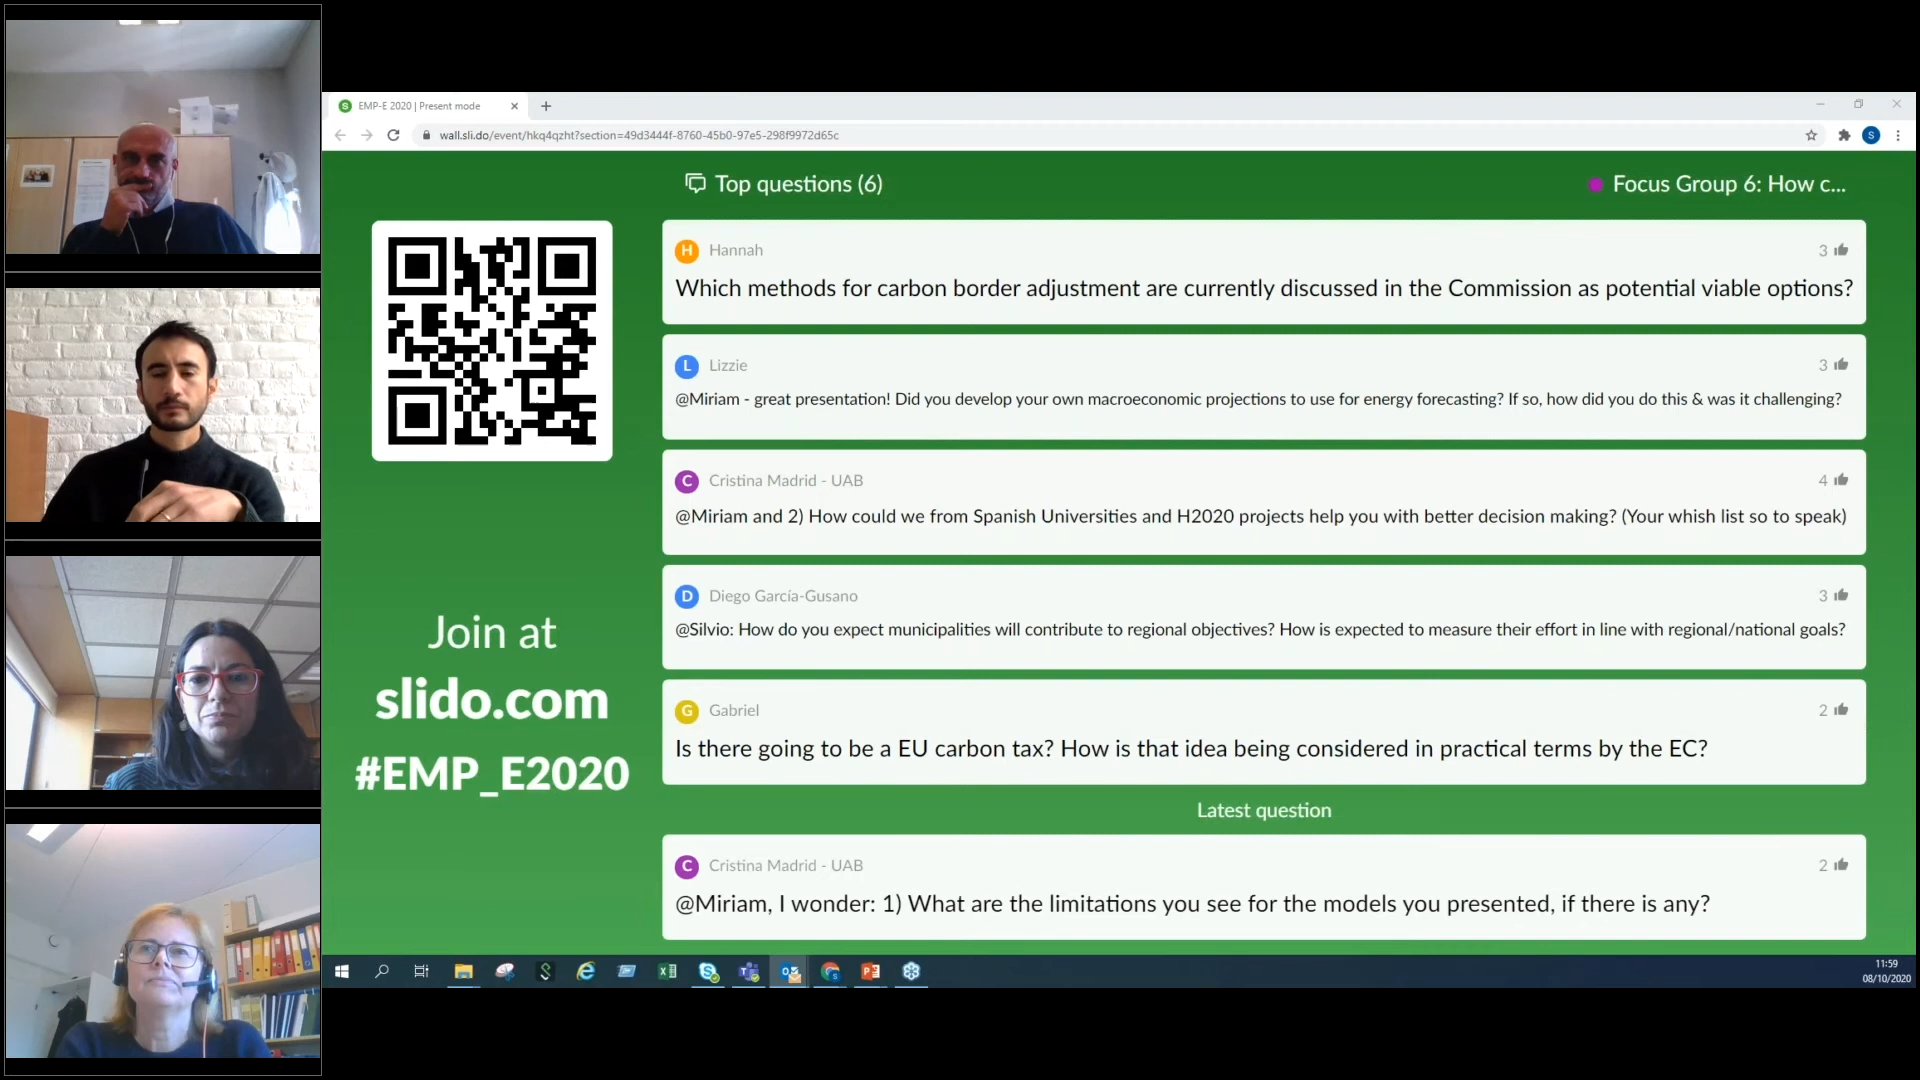 EMP-E 2020 | Present mode
wall.sli.do/event/hkq4qzht?section=49d3444f-8760-45b0-97e5-298f9972d65c
S
Top questions (6)
Focus Group 6: How c...
H Hannah 3
Which methods for carbon border adjustment are currently discussed in the Commission as potential viable options?
L Lizzie 3
@Miriam - great presentation! Did you develop your own macroeconomic projections to use for energy forecasting? If so, how did you do this & was it challenging?
C Cristina Madrid - UAB 4
@Miriam and 2) How could we from Spanish Universities and H2020 projects help you with better decision making? (Your whish list so to speak)
D Diego García-Gusano 3
@Silvio: How do you expect municipalities will contribute to regional objectives? How is expected to measure their effort in line with regional/national goals?
G Gabriel 2
Is there going to be a EU carbon tax? How is that idea being considered in practical terms by the EC?
Latest question
C Cristina Madrid - UAB 2
@Miriam, I wonder: 1) What are the limitations you see for the models you presented, if there is any?
Join at
slido.com
#EMP_E2020
11:59
08/10/2020